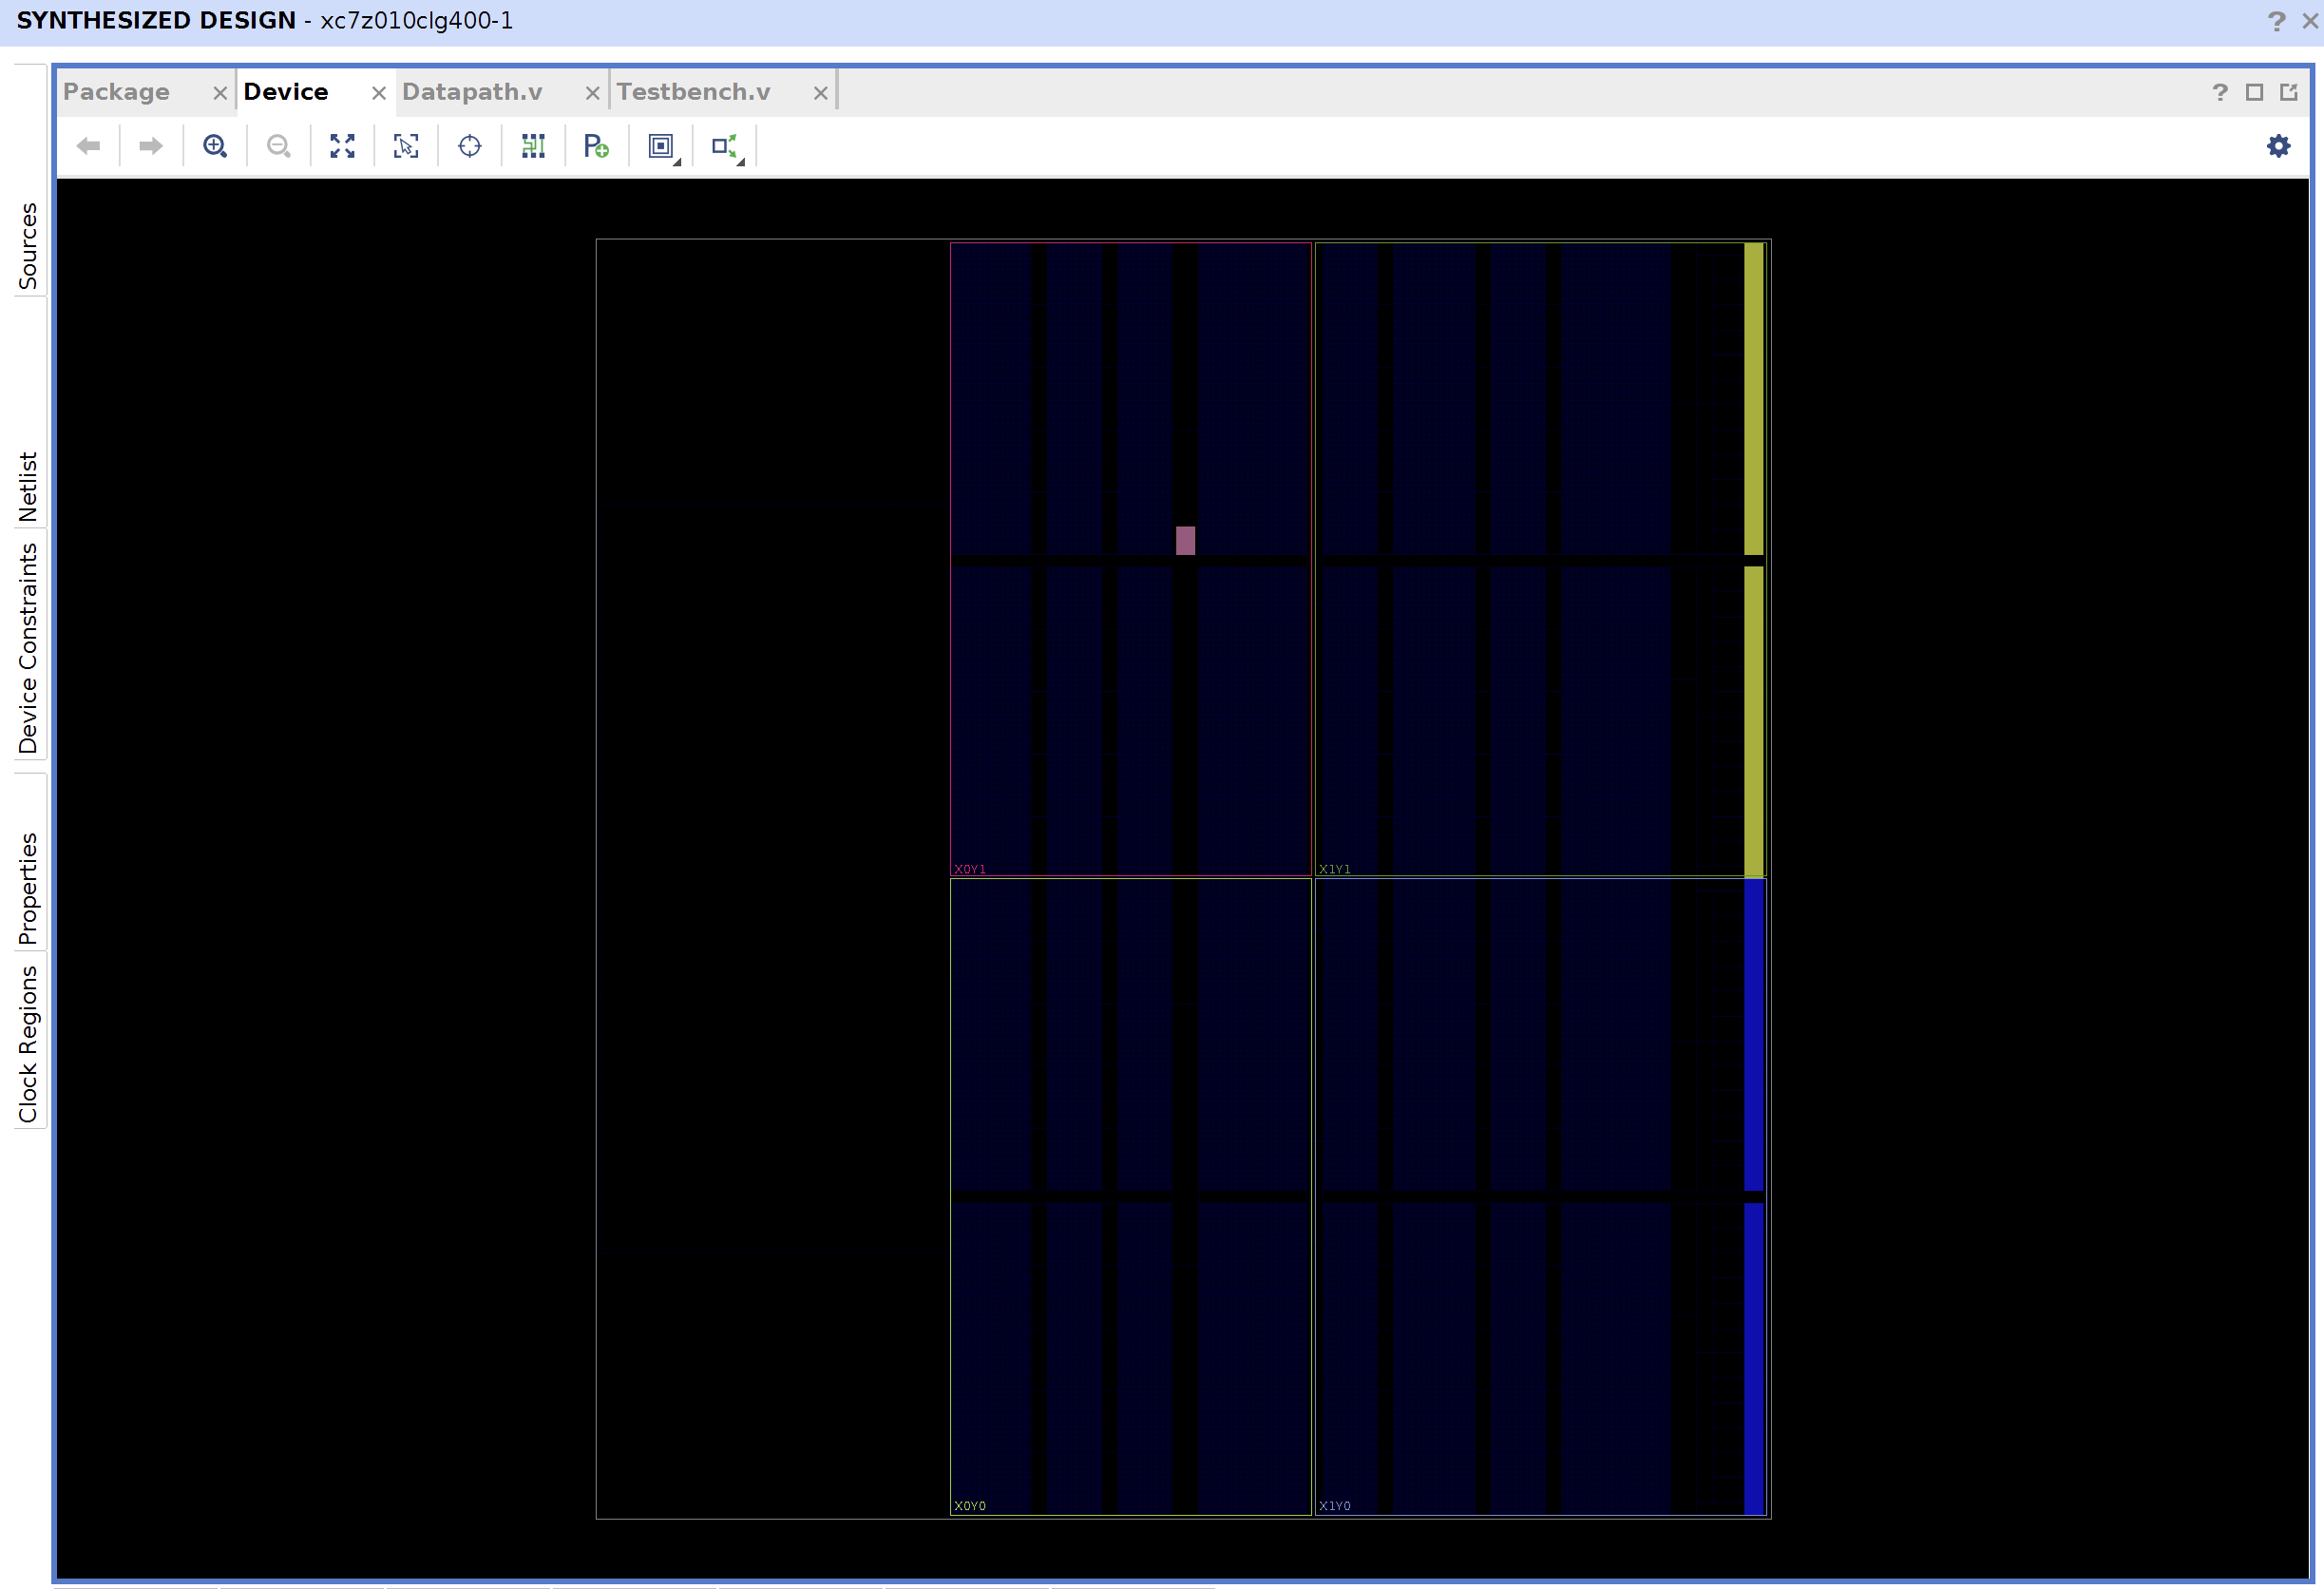 SYNTHESIZED DESIGN - xc7z010clg400-1
Package
Device
Datapath.v
Testbench.v
Sources
Netlist
Device Constraints
Properties
Clock Regions
X0Y1
X1Y1
X0Y0
X1Y0